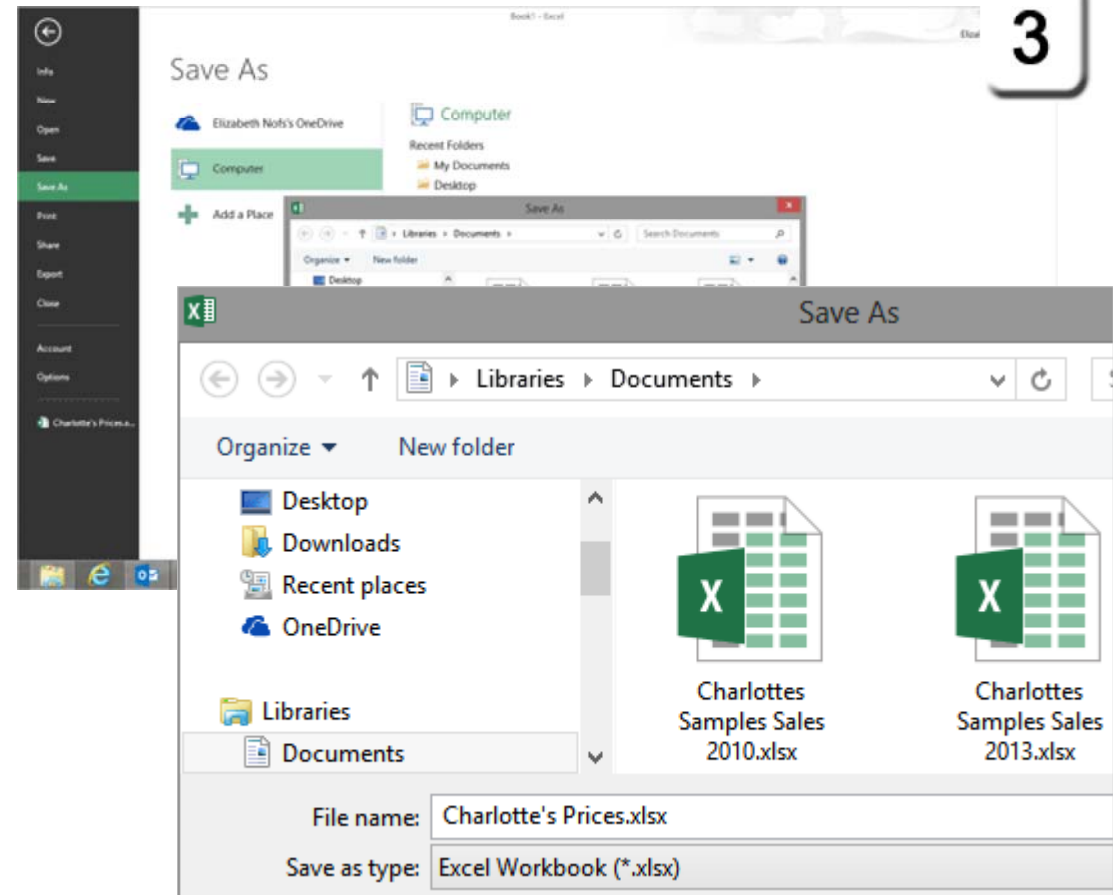 Book1 - Excel
3
Info
New
Open
Save
Save As
Print
Share
Export
Close
Account
Options
Charlotte's Prices.x...
Save As
Elizabeth Nofs's OneDrive
Computer
Add a Place
Computer
Recent Folders
My Documents
Desktop
Save As
Libraries Documents
Search Documents
Organize New folder
Desktop
Save As
Libraries Documents
Organize New folder
Desktop
Downloads
Recent places
OneDrive
Libraries
Documents
Charlottes
Samples Sales
2010.xlsx
Charlottes
Samples Sales
2013.xlsx
File name: Charlotte's Prices.xlsx
Save as type: Excel Workbook (*.xlsx)